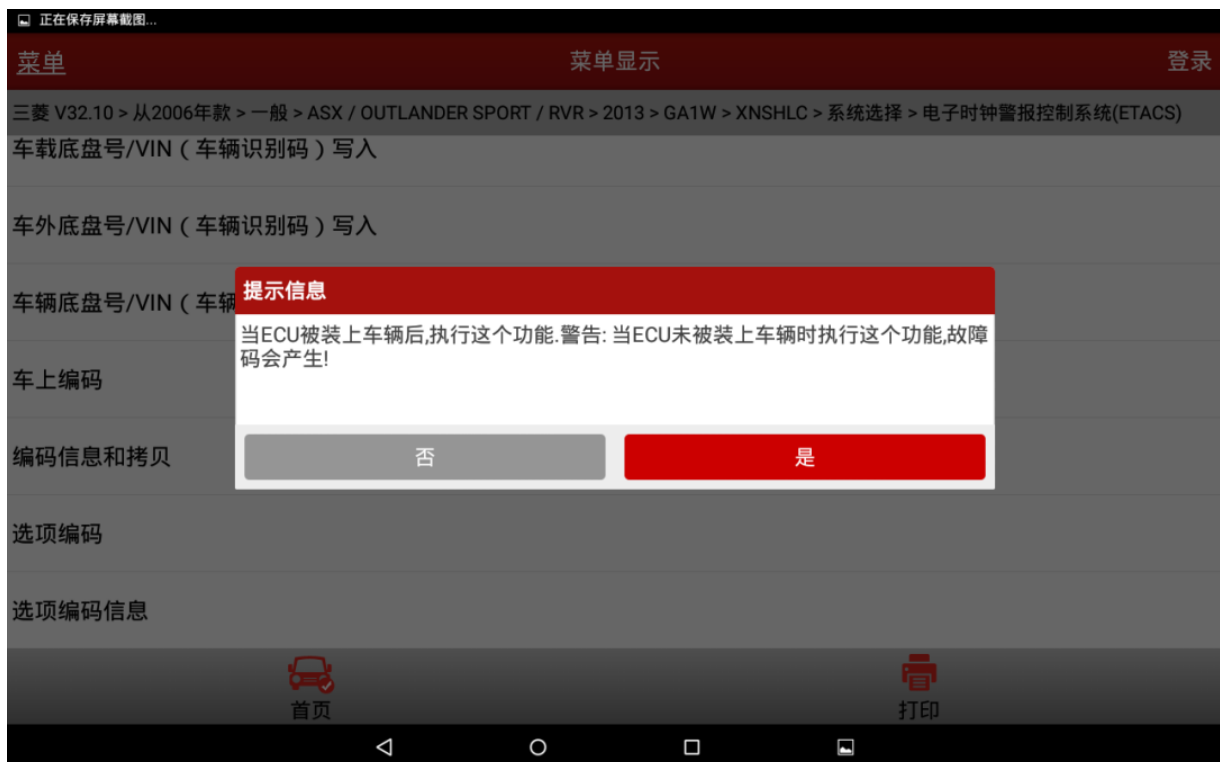 正在保存屏幕截图...
菜单
菜单显示
登录
三菱 V32.10 > 从2006年款 > 一般 > ASX / OUTLANDER SPORT / RVR > 2013 > GA1W > XNSHLC > 系统选择 > 电子时钟警报控制系统(ETACS)
车载底盘号/VIN ( 车辆识别码 ) 写入
车外底盘号/VIN ( 车辆识别码 ) 写入
车辆底盘号/VIN ( 车辆
提示信息
当ECU被装上车辆后,执行这个功能.警告: 当ECU未被装上车辆时执行这个功能,故障
码会产生!
否
是
车上编码
编码信息和拷贝
选项编码
选项编码信息
首页
打印